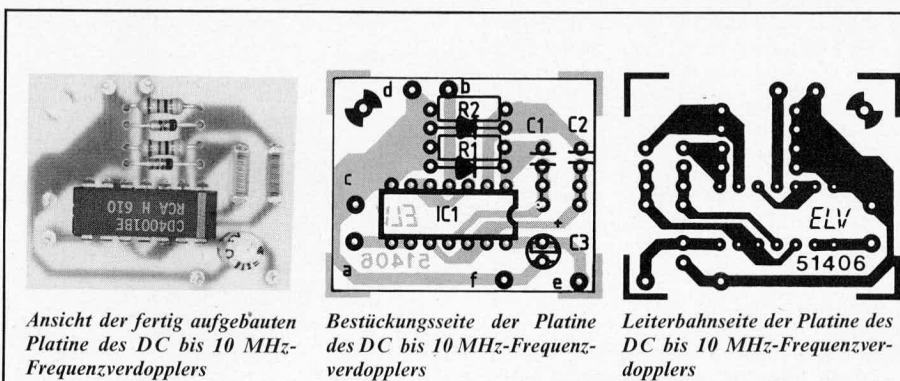 CD4001BE
RCA H 610
d
b
R2
C1
C2
R1
c
IC1
ELV
+
C3
51406
a
f
e
ELV
51406
Ansicht der fertig aufgebauten
Platine des DC bis 10 MHz-
Frequenzverdopplers
Bestückungsseite der Platine
des DC bis 10 MHz-Frequenz-
verdopplers
Leiterbahnseite der Platine des
DC bis 10 MHz-Frequenzver-
dopplers